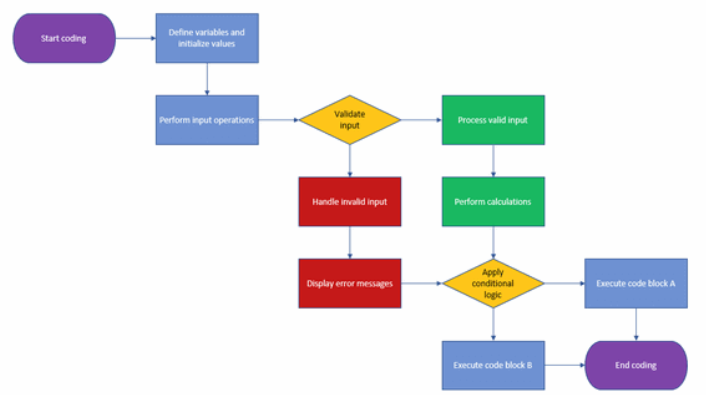 Start coding
Define variables and
initialize values
Perform input operations
Validate
input
Process valid input
Handle invalid input
Perform calculations
Display error messages
Apply
conditional
logic
Execute code block A
Execute code block B
End coding